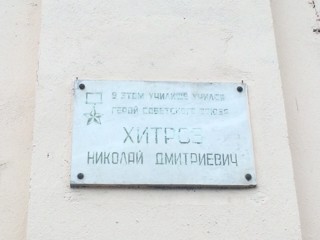 В ЭТОМ УЧИЛИЩЕ УЧИЛСЯ
ГЕРОЙ СОВЕТСКОГО СОЮЗА
ХИТРОВ
НИКОЛАЙ ДМИТРИЕВИЧ